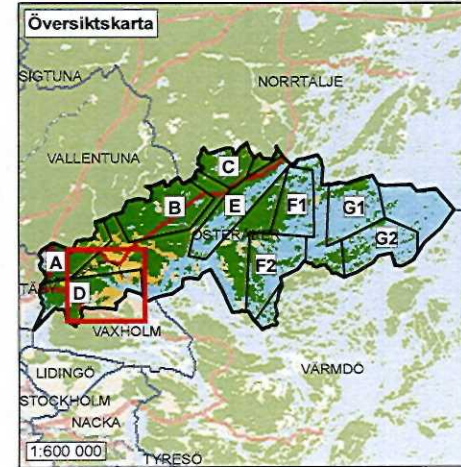 Översiktskarta
SIGTUNA
NORRTÄLJE
VALLENTUNA
C
B
E
F1
G1
ÖSTERÅKER
G2
A
F2
TÄBY
D
VAXHOLM
LIDINGÖ
VÄRMDÖ
STOCKHOLM
NACKA
1:600 000
TYRESÖ